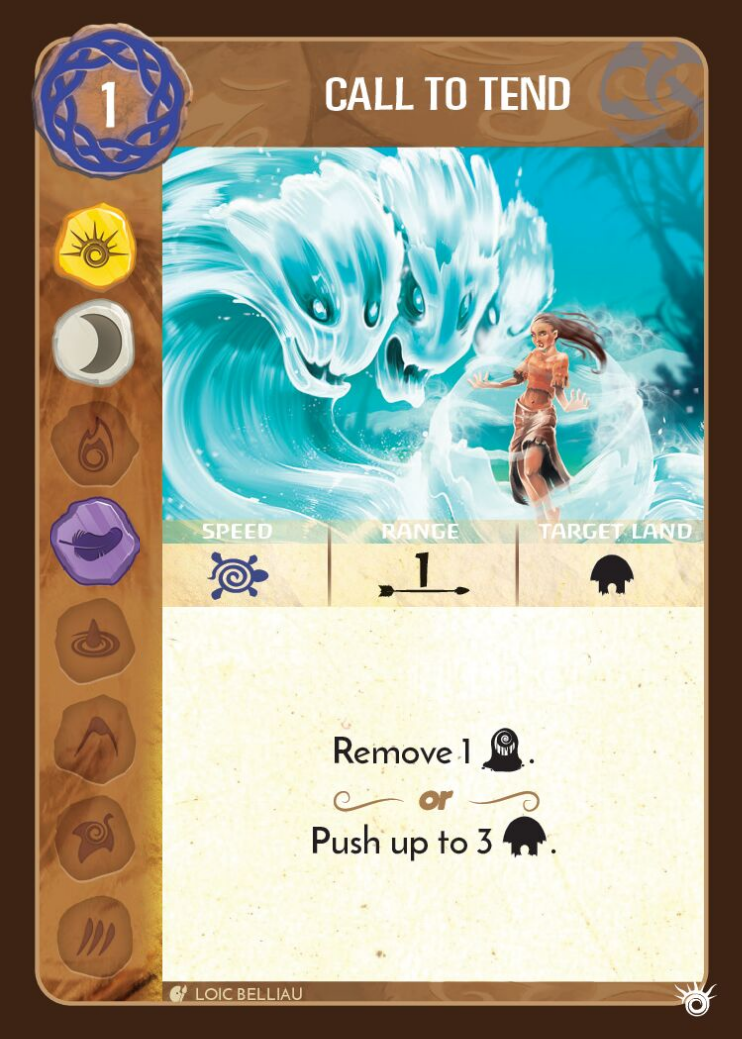 1
CALL TO TEND
SPEED
RANGE
TARGET LAND
1
Remove 1 .
or
Push up to 3 .
LOIC BELLIAU